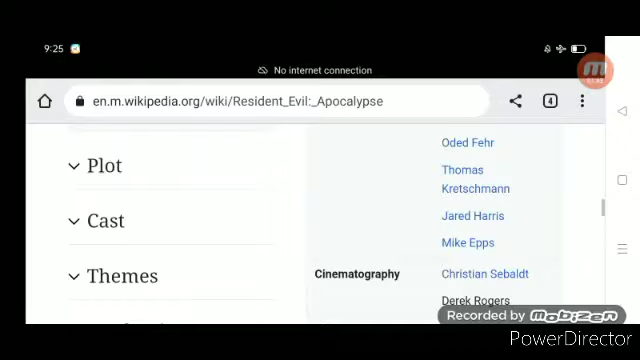 9:25
No internet connection
en.m.wikipedia.org/wiki/Resident_Evil:_Apocalypse
4
Oded Fehr
Plot
Thomas
Kretschmann
Cast
Jared Harris
Mike Epps
Themes
Cinematography
Christian Sebaldt
Derek Rogers
Recorded by Mobizen
PowerDirector